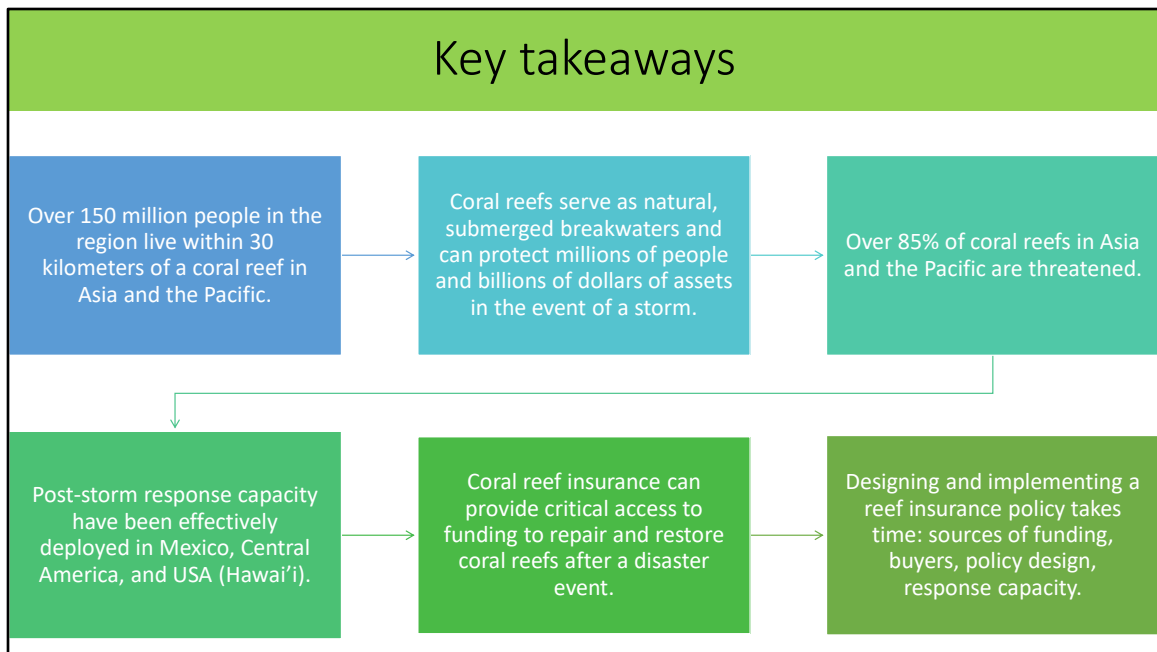 Key takeaways
Over 150 million people in the
region live within 30
kilometers of a coral reef in
Asia and the Pacific.
Coral reefs serve as natural,
submerged breakwaters and
can protect millions of people
and billions of dollars of assets
in the event of a storm.
Over 85% of coral reefs in Asia
and the Pacific are threatened.
Post-storm response capacity
have been effectively
deployed in Mexico, Central
America, and USA (Hawai’i).
Coral reef insurance can
provide critical access to
funding to repair and restore
coral reefs after a disaster
event.
Designing and implementing a
reef insurance policy takes
time: sources of funding,
buyers, policy design,
response capacity.